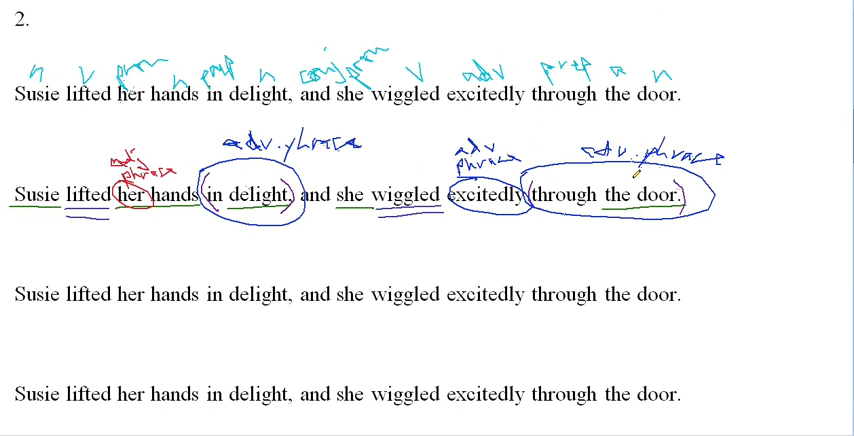 2.
n v pron n prep n conj pron v adv prep a n
Susie lifted her hands in delight, and she wiggled excitedly through the door.
adj phrase adv. phrase adv phrase adv. phrase
Susie lifted her hands (in delight,) and she wiggled excitedly (through the door.)
Susie lifted her hands in delight, and she wiggled excitedly through the door.
Susie lifted her hands in delight, and she wiggled excitedly through the door.